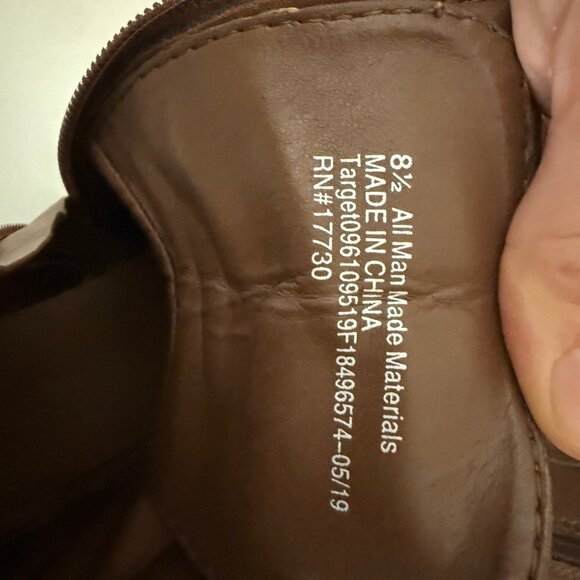 8½ All Man Made Materials
MADE IN CHINA
Target096109519F18496574-05/19
RN#17730